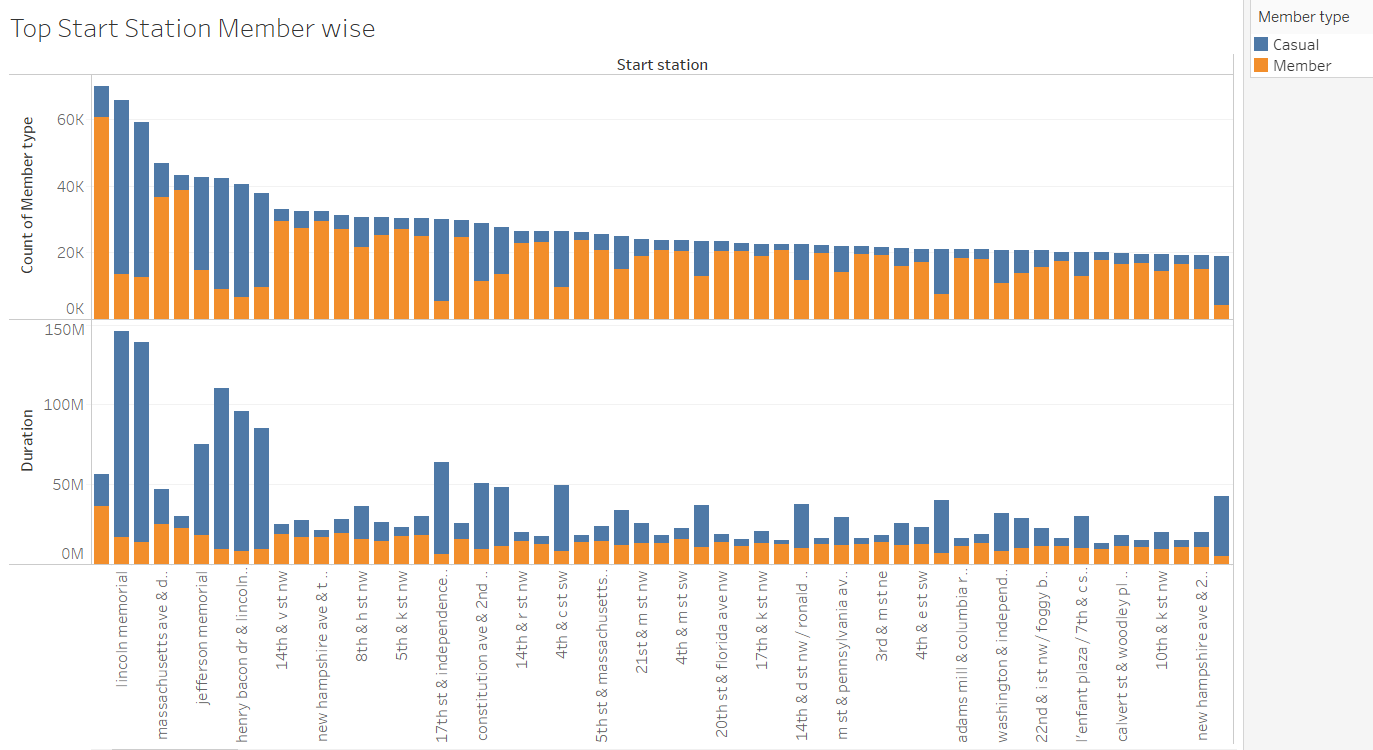 Top Start Station Member wise
Member type
Casual
Member
Start station
Count of Member type
60K
40K
20K
0K
Duration
150M
100M
50M
0M
lincoln memorial
massachusetts ave & d..
jefferson memorial
henry bacon dr & lincoln..
14th & v st nw
new hampshire ave & t ..
8th & h st nw
5th & k st nw
17th st & independence..
constitution ave & 2nd ..
14th & r st nw
4th & c st sw
5th st & massachusetts..
21st & m st nw
4th & m st sw
20th st & florida ave nw
17th & k st nw
14th & d st nw / ronald ..
m st & pennsylvania av..
3rd & m st ne
4th & e st sw
adams mill & columbia r..
washington & independ..
22nd & i st nw / foggy b..
l'enfant plaza / 7th & c s..
calvert st & woodley pl ..
10th & k st nw
new hampshire ave & 2..